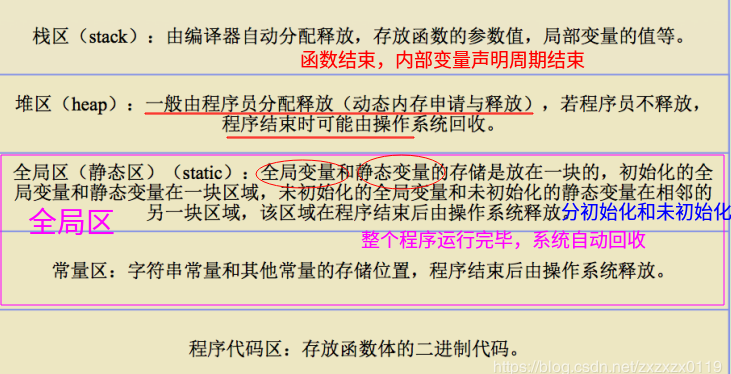 栈区（stack）：由编译器自动分配释放，存放函数的参数值，局部变量的值等。
函数结束，内部变量声明周期结束
堆区（heap）：一般由程序员分配释放（动态内存申请与释放），若程序员不释放，
程序结束时可能由操作系统回收。
全局区（静态区）（static）：全局变量和静态变量的存储是放在一块的，初始化的全
局变量和静态变量在一块区域，未初始化的全局变量和未初始化的静态变量在相邻的
另一块区域，该区域在程序结束后由操作系统释放。
分初始化和未初始化
全局区
整个程序运行完毕，系统自动回收
常量区：字符串常量和其他常量的存储位置，程序结束后由操作系统释放。
程序代码区：存放函数体的二进制代码。
https://blog.csdn.net/zxzxzx0119